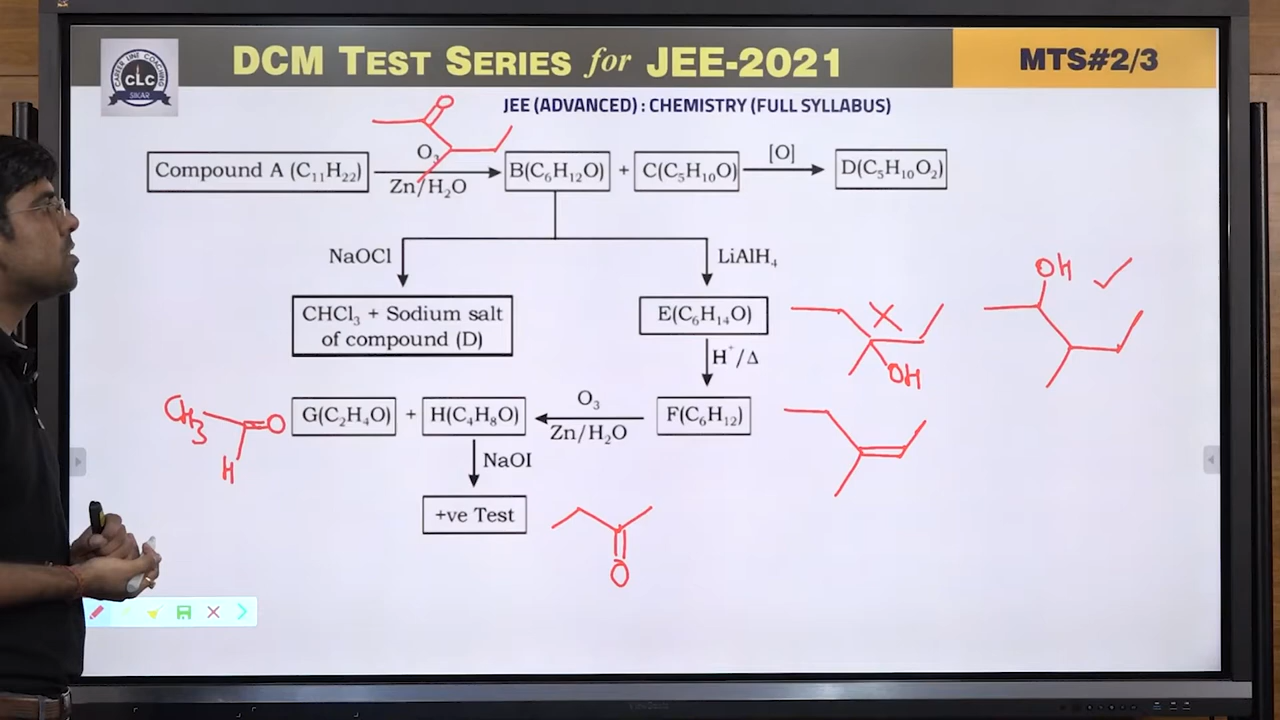 DCM TEST SERIES for JEE-2021
MTS#2/3
CAREER LINE COACHING
CLC
SIKAR
JEE (ADVANCED) : CHEMISTRY (FULL SYLLABUS)
Compound A (C₁₁H₂₂)
O₃
Zn/H₂O
B(C₆H₁₂O) + C(C₅H₁₀O)
[O]
D(C₅H₁₀O₂)
O
NaOCl
LiAlH₄
CHCl₃ + Sodium salt
of compound (D)
E(C₆H₁₄O)
OH
OH
H⁺/Δ
CH₃
O
H
G(C₂H₄O) + H(C₄H₈O)
O₃
Zn/H₂O
F(C₆H₁₂)
NaOI
+ve Test
O